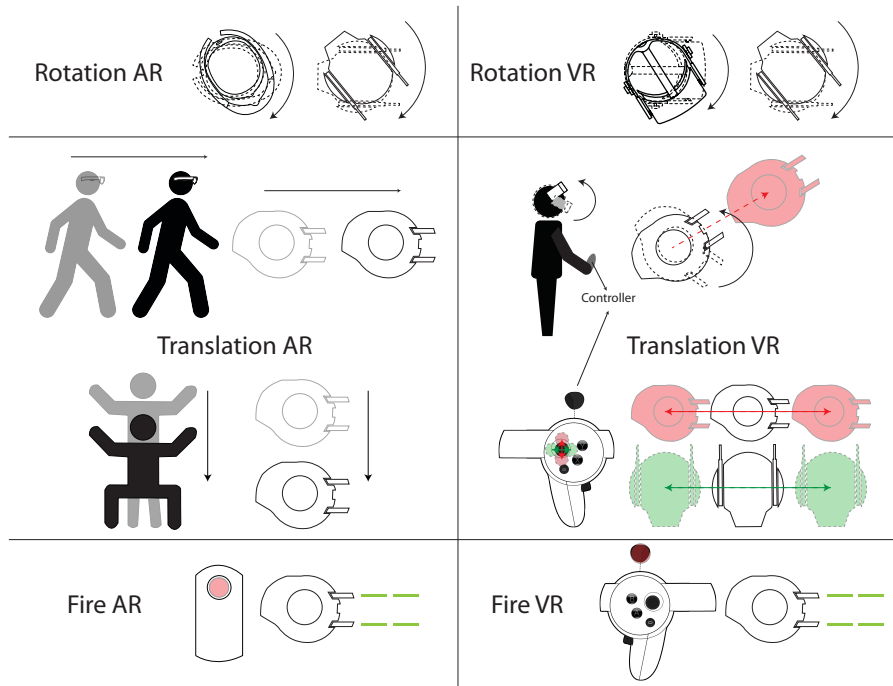 Rotation AR
Rotation VR
Controller
Translation AR
Translation VR
Y
X
Fire AR
Fire VR
B
A